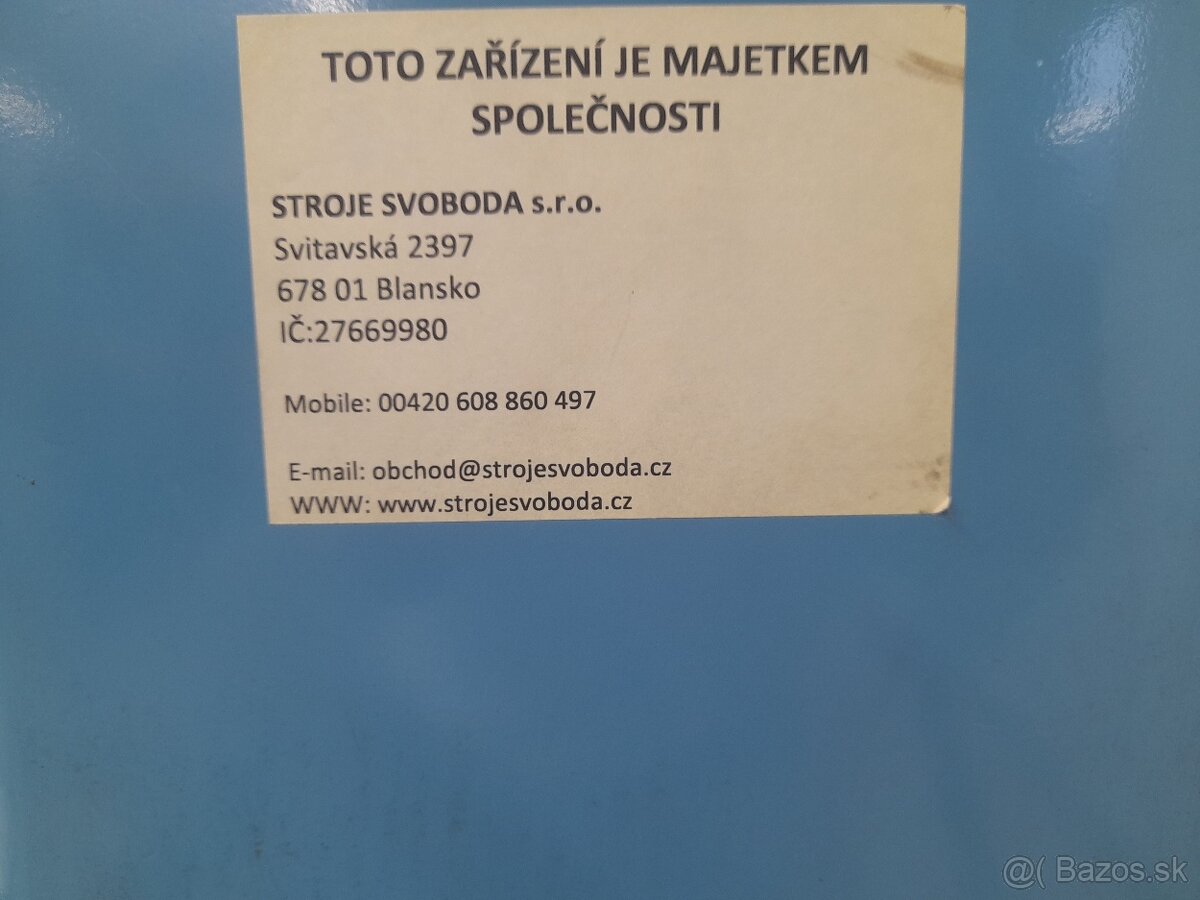 TOTO ZAŘÍZENÍ JE MAJETKEM
SPOLEČNOSTI
STROJE SVOBODA s.r.o.
Svitavská 2397
678 01 Blansko
IČ:27669980
Mobile: 00420 608 860 497
E-mail: obchod@strojesvoboda.cz
WWW: www.strojesvoboda.cz
@( Bazos.sk